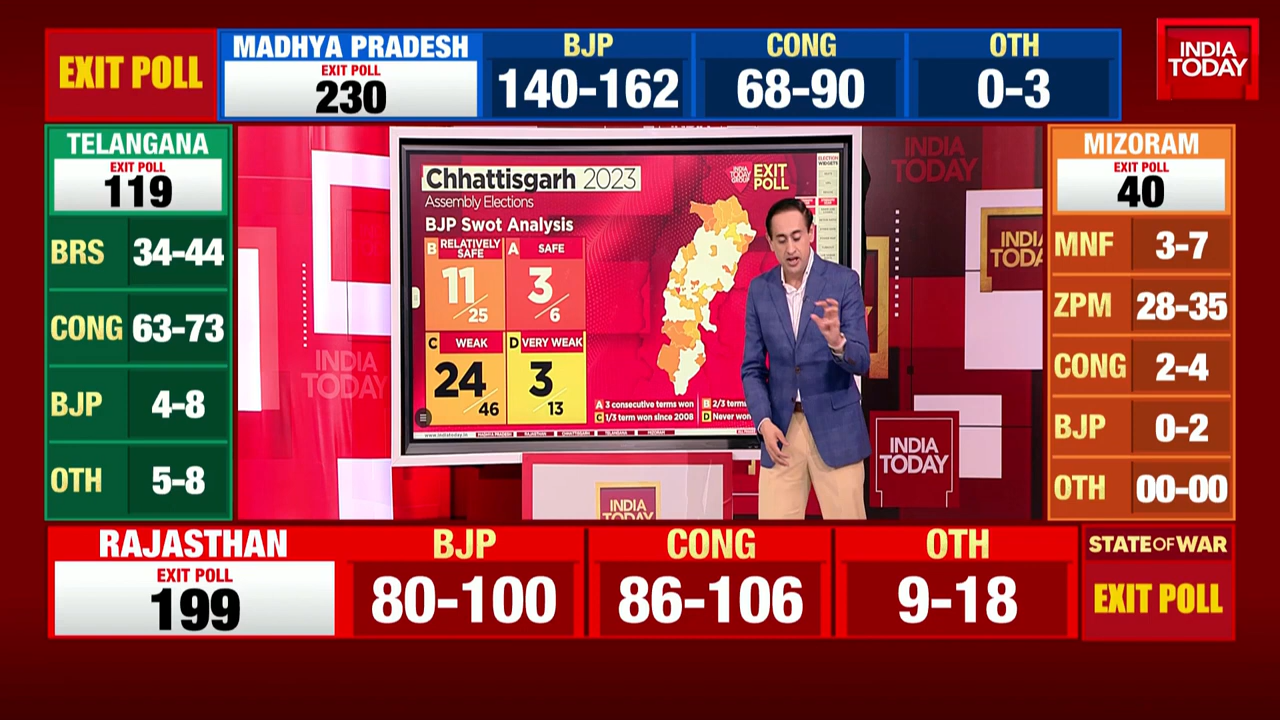 EXIT POLL
MADHYA PRADESH
EXIT POLL
230
BJP
140-162
CONG
68-90
OTH
0-3
INDIA
TODAY
TELANGANA
EXIT POLL
119
BRS 34-44
CONG 63-73
BJP 4-8
OTH 5-8
Chhattisgarh 2023
Assembly Elections
BJP Swot Analysis
INDIA
TODAY
GROUP
EXIT
POLL
B RELATIVELY
SAFE
11/25
A SAFE
3/6
C WEAK
24/46
D VERY WEAK
3/13
A 3 consecutive terms won
B 2/3 term
C 1/3 term won since 2008
D Never won
INDIA
TODAY
INDIA
TODAY
INDIA
TODAY
INDIA
TODAY
INDIA
TODAY
MIZORAM
EXIT POLL
40
MNF 3-7
ZPM 28-35
CONG 2-4
BJP 0-2
OTH 00-00
RAJASTHAN
EXIT POLL
199
BJP
80-100
CONG
86-106
OTH
9-18
STATE OF WAR
EXIT POLL